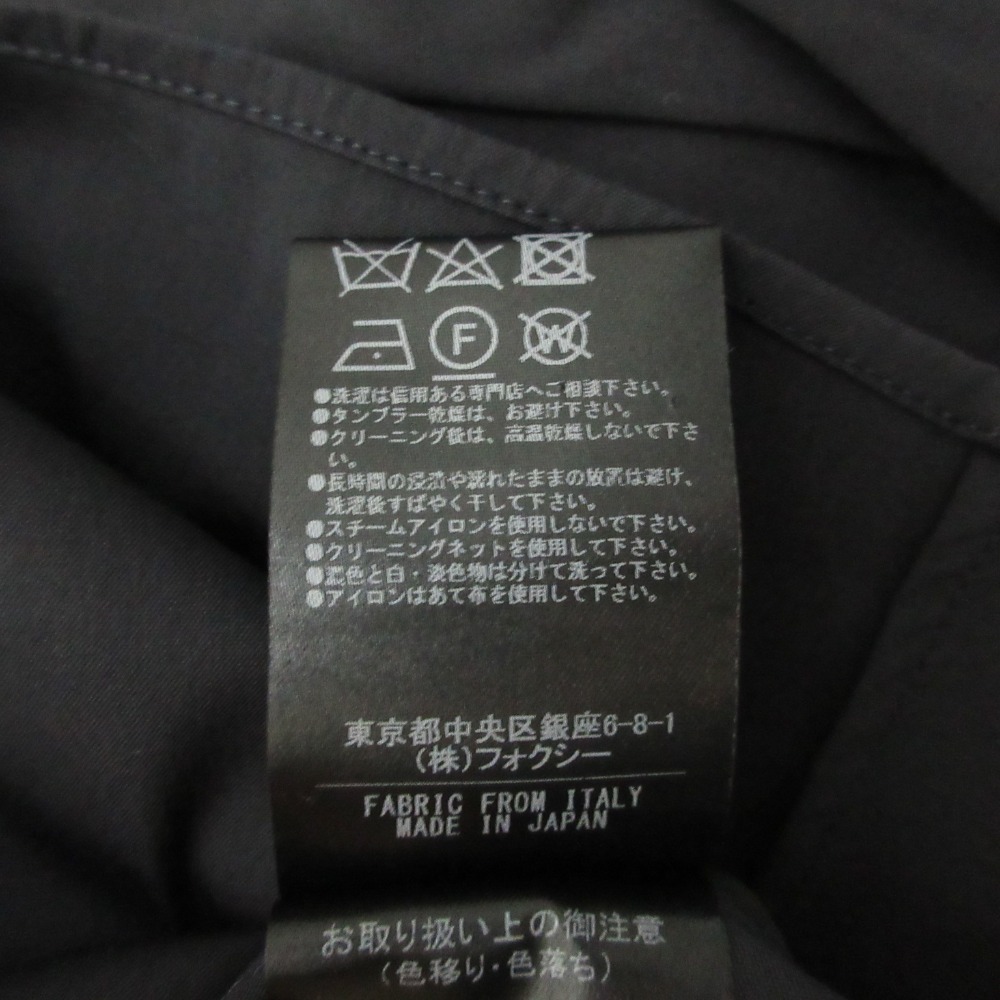 F
W
●洗濯は信用ある専門店へご相談下さい。
●タンブラー乾燥は、お避け下さい。
●クリーニング後は、高温乾燥しないで下さ
い。
●長時間の浸漬や濡れたままの放置は避け、
洗濯後すばやく干して下さい。
●スチームアイロンを使用しないで下さい。
●クリーニングネットを使用して下さい。
●濃色と白・淡色物は分けて洗って下さい。
●アイロンはあて布を使用して下さい。
東京都中央区銀座6-8-1
(株)フォクシー
FABRIC FROM ITALY
MADE IN JAPAN
お取り扱い上の御注意
(色移り・色落ち)